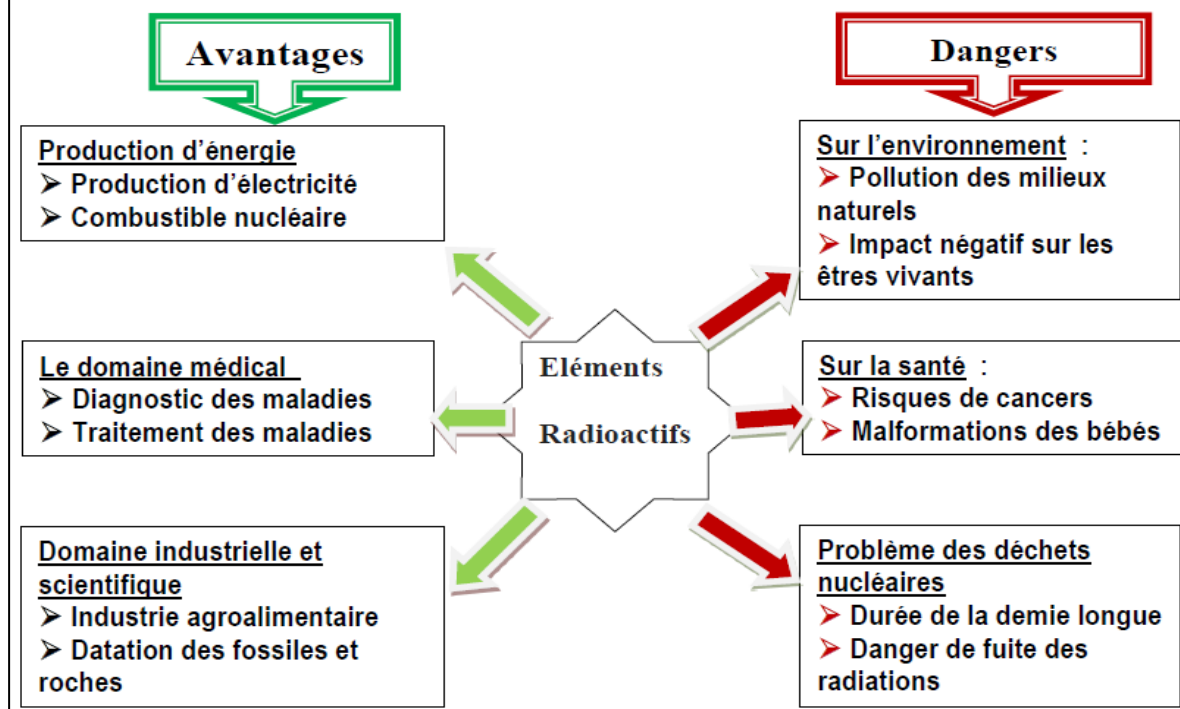 Avantages
Production d’énergie
➢ Production d’électricité
➢ Combustible nucléaire
Le domaine médical
➢ Diagnostic des maladies
➢ Traitement des maladies
Domaine industrielle et
scientifique
➢ Industrie agroalimentaire
➢ Datation des fossiles et
roches
Eléments
Radioactifs
Dangers
Sur l’environnement :
➢ Pollution des milieux
naturels
➢ Impact négatif sur les
êtres vivants
Sur la santé :
➢ Risques de cancers
➢ Malformations des bébés
Problème des déchets
nucléaires
➢ Durée de la demie longue
➢ Danger de fuite des
radiations